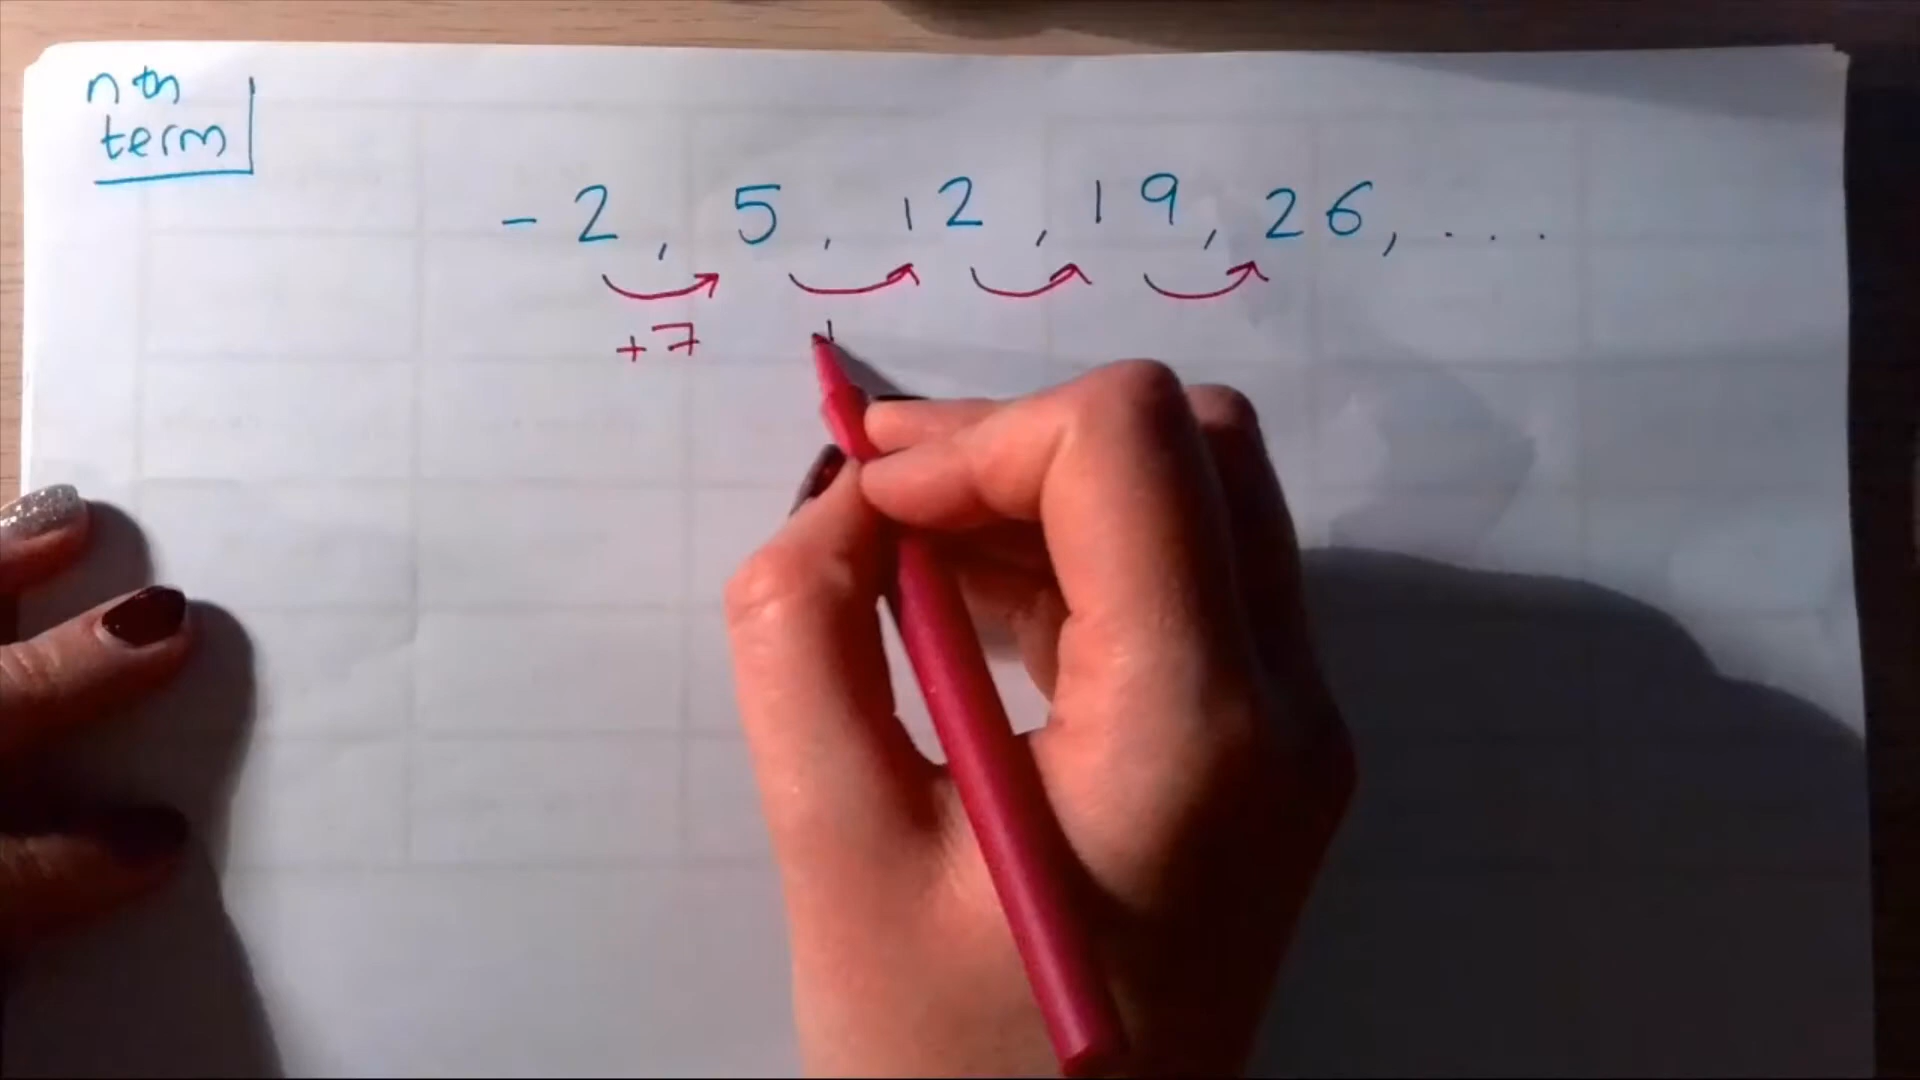 nth
term
-2, 5, 12, 19, 26, ...
+7 +